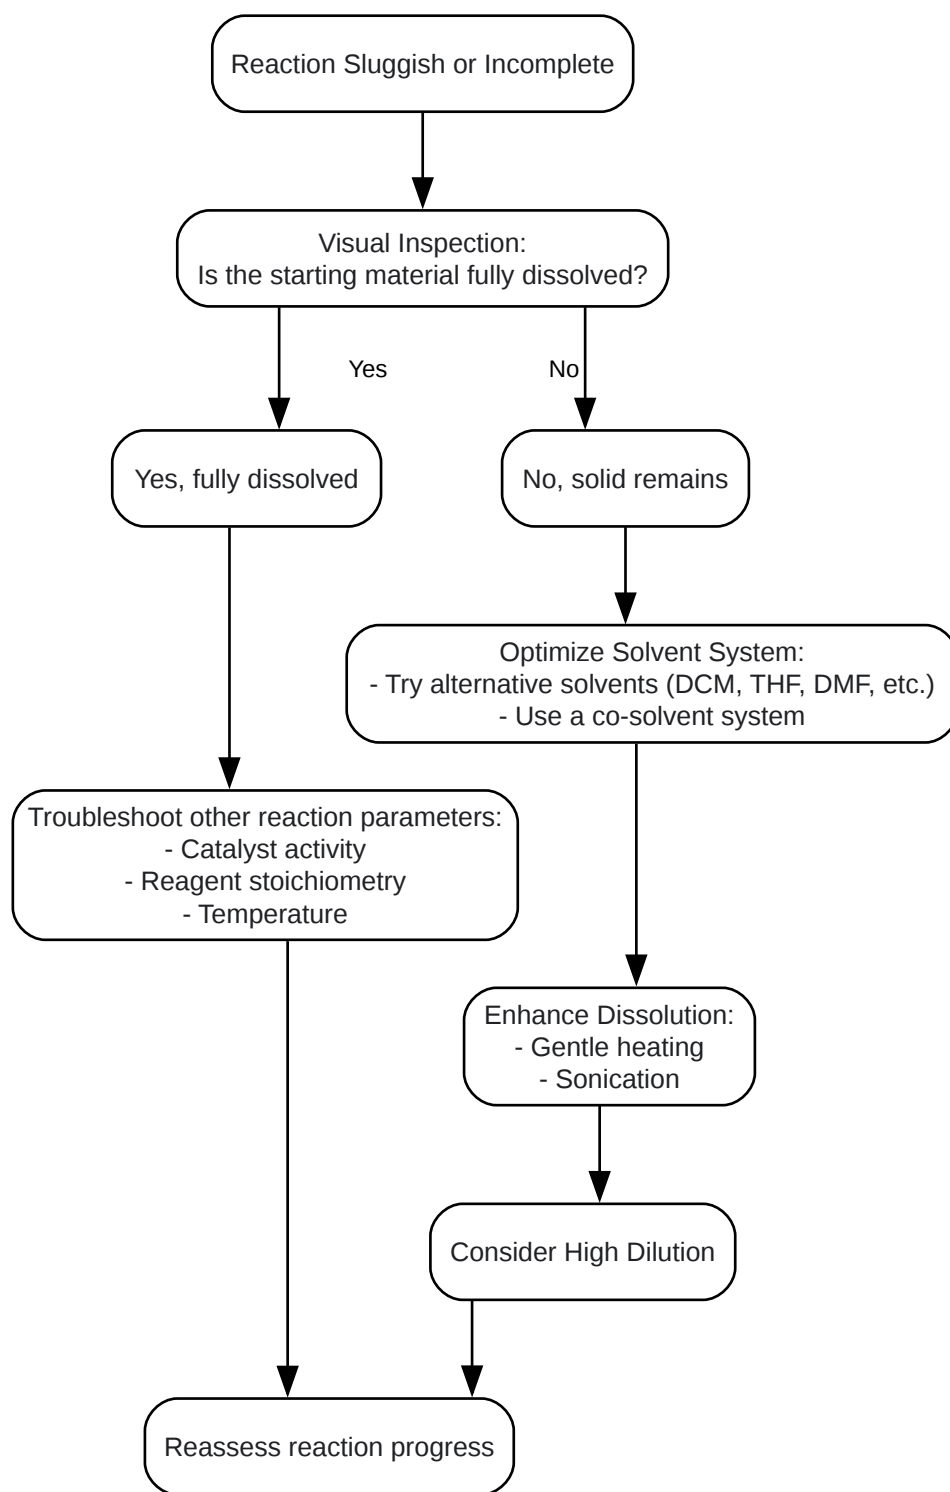 Reaction Sluggish or Incomplete
Visual Inspection:
Is the starting material fully dissolved?
Yes
No
Yes, fully dissolved
No, solid remains
Optimize Solvent System:
- Try alternative solvents (DCM, THF, DMF, etc.)
- Use a co-solvent system
Troubleshoot other reaction parameters:
- Catalyst activity
- Reagent stoichiometry
- Temperature
Enhance Dissolution:
- Gentle heating
- Sonication
Consider High Dilution
Reassess reaction progress